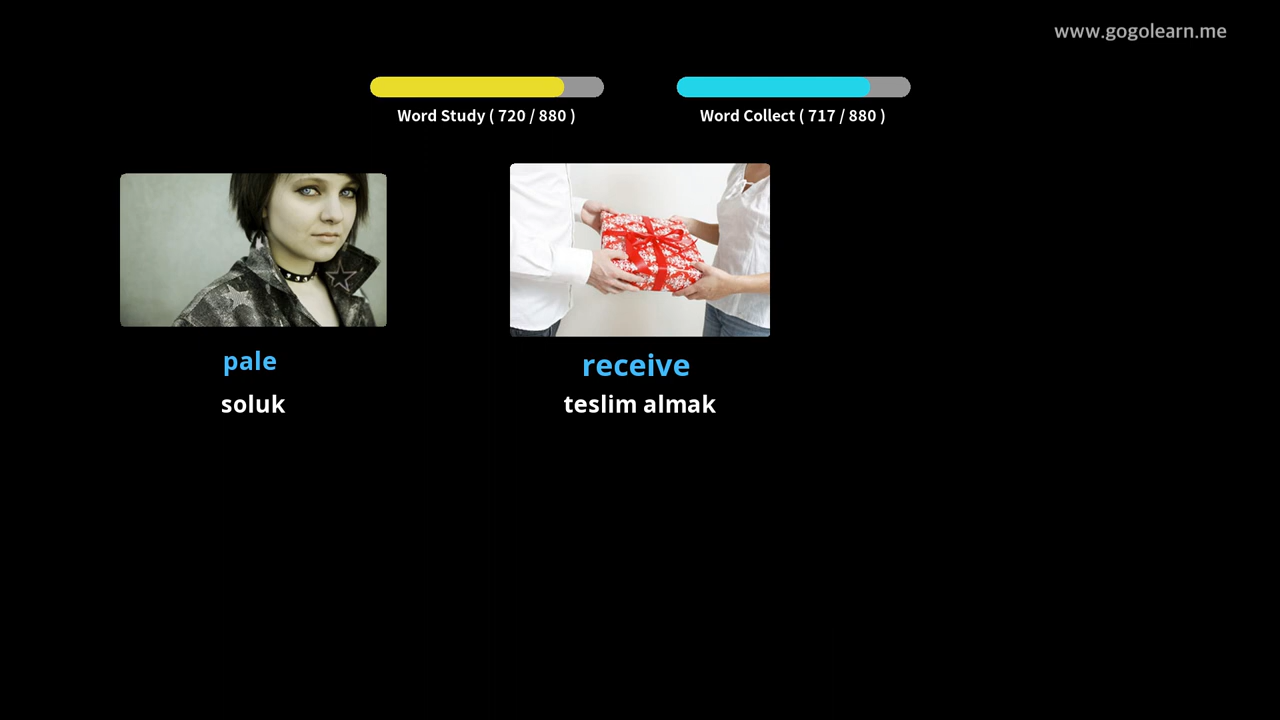 www.gogolearn.me
Word Study ( 720 / 880 )
Word Collect ( 717 / 880 )
pale
soluk
receive
teslim almak